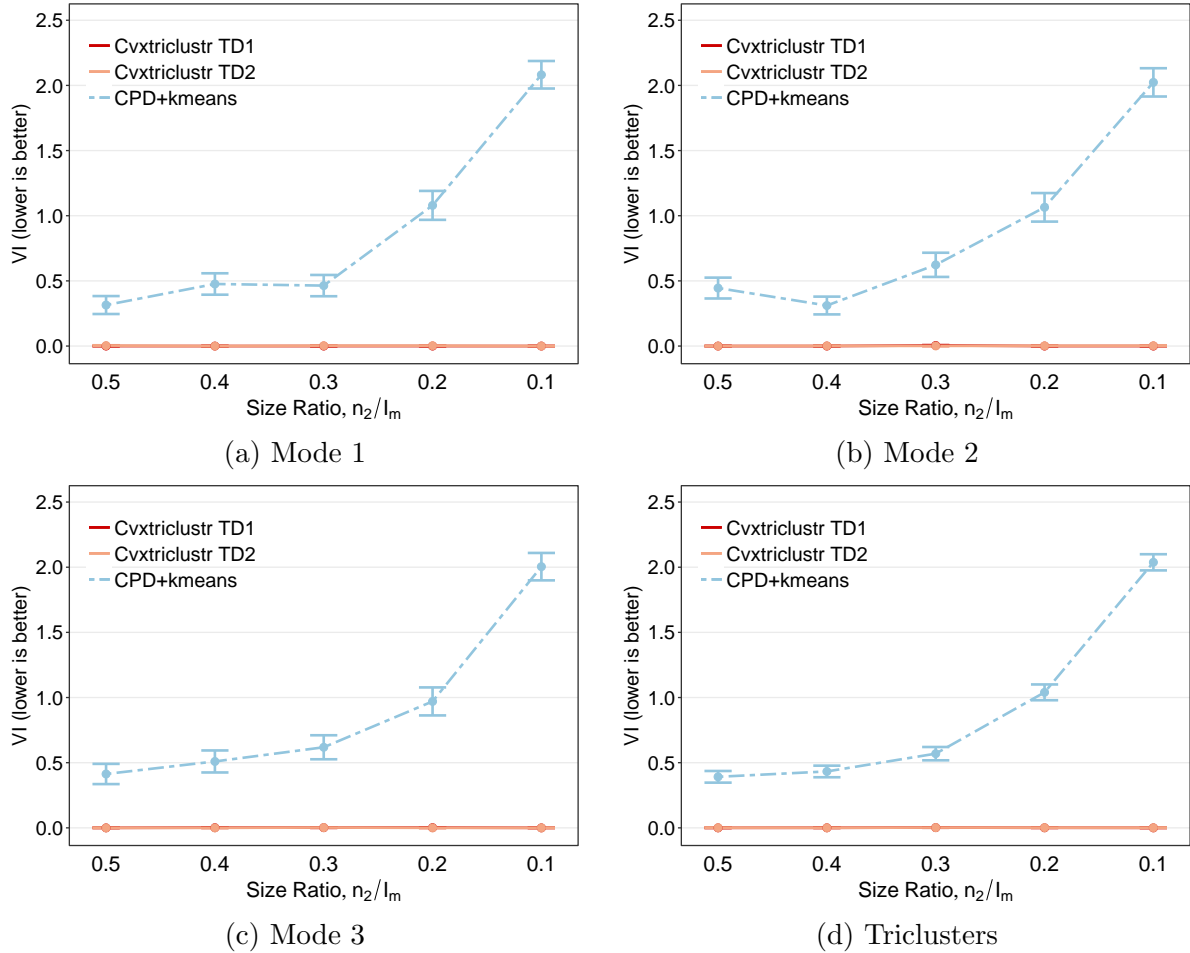 2.5
2.0
1.5
1.0
0.5
0.0
VI (lower is better)
Cvxtriclustr TD1
Cvxtriclustr TD2
CPD+kmeans
0.5 0.4 0.3 0.2 0.1
Size Ratio, n₂/Iₘ
(a) Mode 1
2.5
2.0
1.5
1.0
0.5
0.0
VI (lower is better)
Cvxtriclustr TD1
Cvxtriclustr TD2
CPD+kmeans
0.5 0.4 0.3 0.2 0.1
Size Ratio, n₂/Iₘ
(b) Mode 2
2.5
2.0
1.5
1.0
0.5
0.0
VI (lower is better)
Cvxtriclustr TD1
Cvxtriclustr TD2
CPD+kmeans
0.5 0.4 0.3 0.2 0.1
Size Ratio, n₂/Iₘ
(c) Mode 3
2.5
2.0
1.5
1.0
0.5
0.0
VI (lower is better)
Cvxtriclustr TD1
Cvxtriclustr TD2
CPD+kmeans
0.5 0.4 0.3 0.2 0.1
Size Ratio, n₂/Iₘ
(d) Triclusters